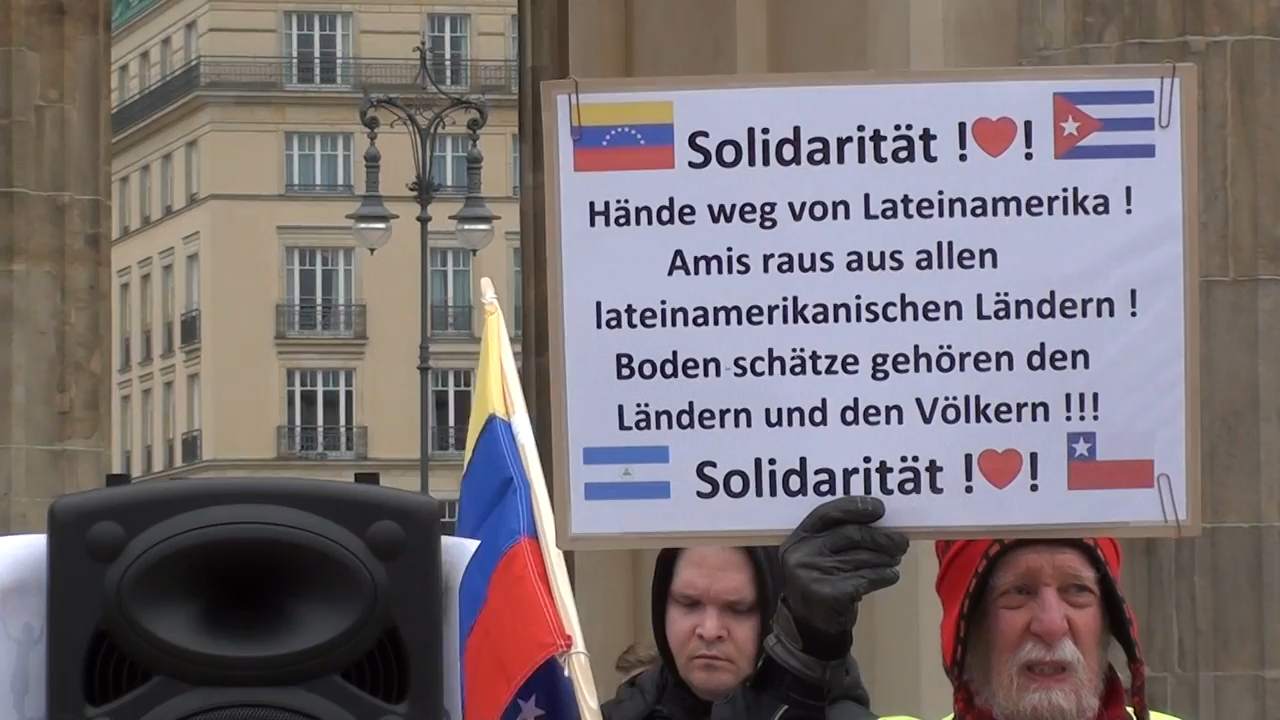 Solidarität !❤!
Hände weg von Lateinamerika !
Amis raus aus allen
lateinamerikanischen Ländern !
Boden-schätze gehören den
Ländern und den Völkern !!!
Solidarität !❤!